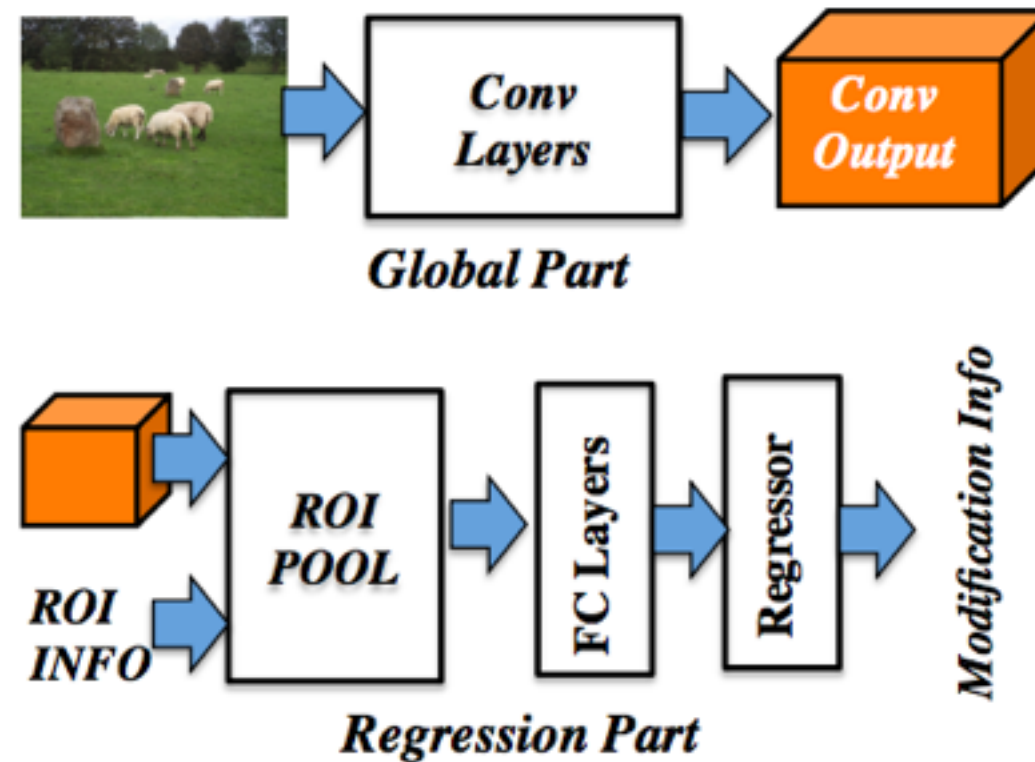 Conv
Layers
Conv
Output
Global Part
ROI
INFO
ROI
POOL
FC Layers
Regressor
Modification Info
Regression Part